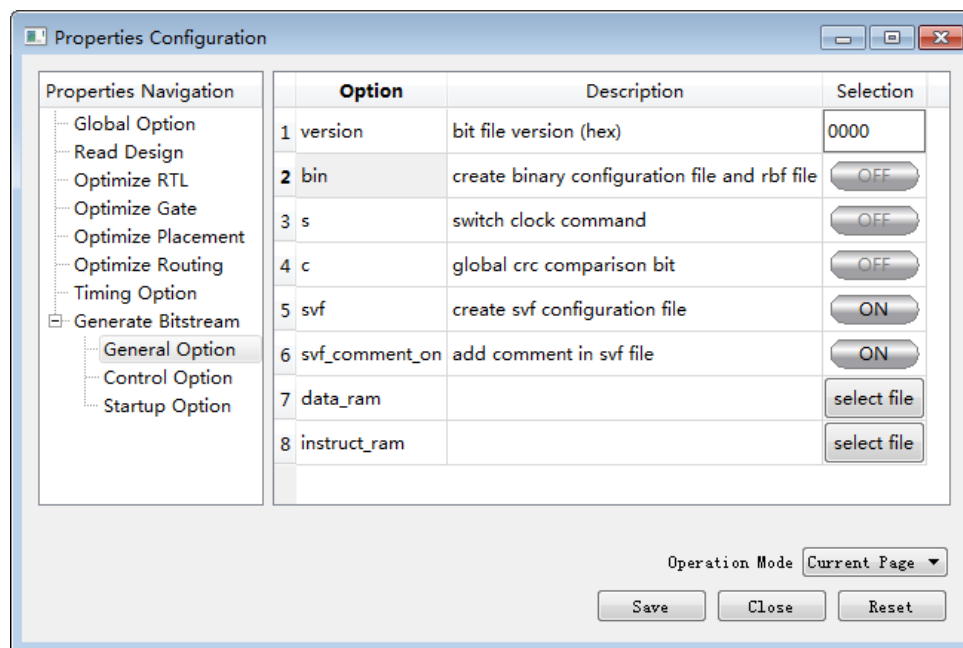 Properties Configuration
Properties Navigation
Global Option
Read Design
Optimize RTL
Optimize Gate
Optimize Placement
Optimize Routing
Timing Option
Generate Bitstream
General Option
Control Option
Startup Option
Option Description Selection
1 version bit file version (hex) 0000
2 bin create binary configuration file and rbf file OFF
3 s switch clock command OFF
4 c global crc comparison bit OFF
5 svf create svf configuration file ON
6 svf_comment_on add comment in svf file ON
7 data_ram select file
8 instruct_ram select file
Operation Mode Current Page
Save Close Reset